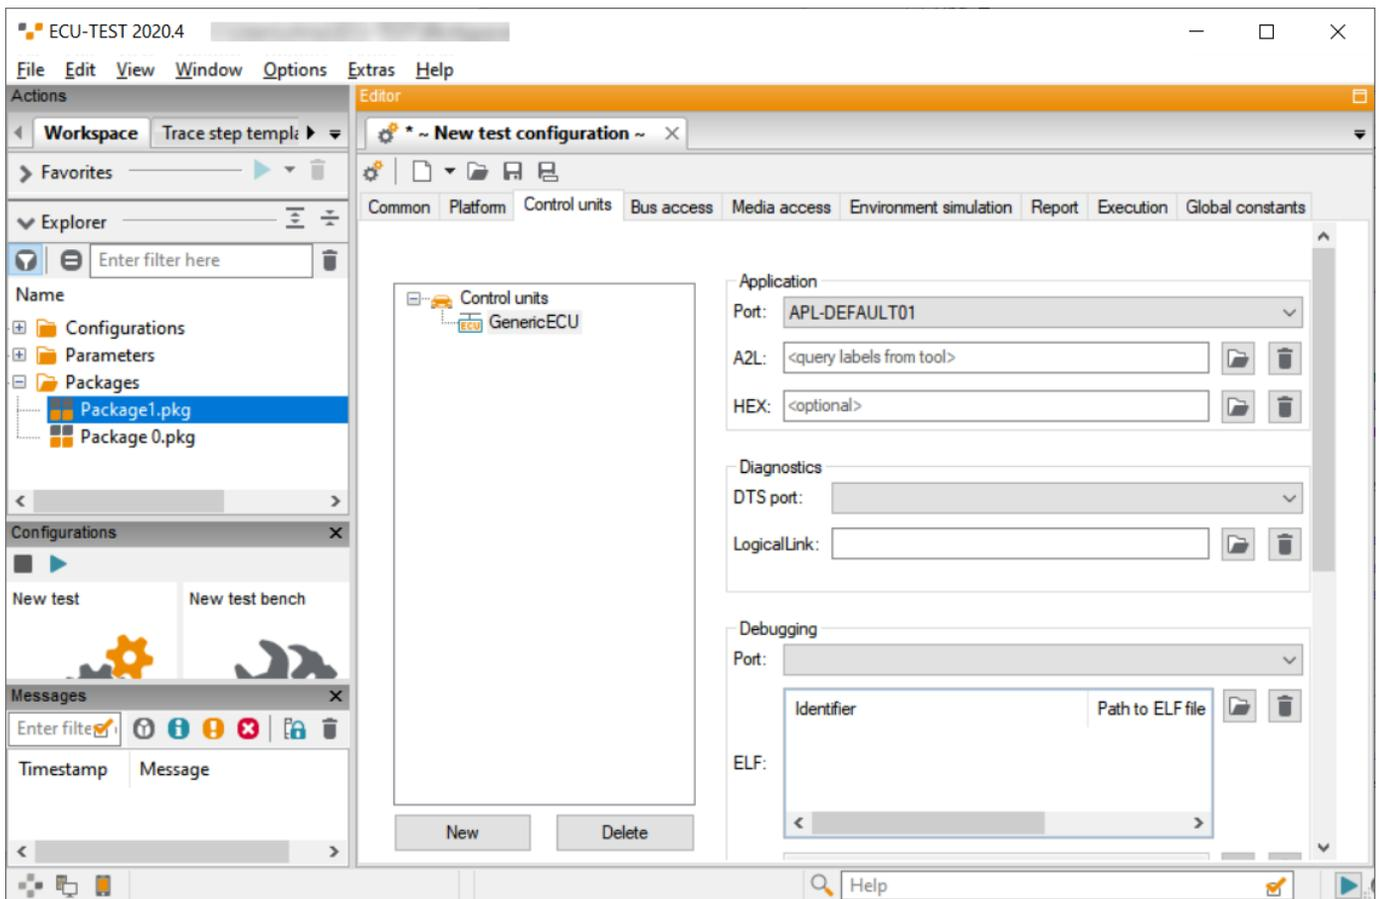 ECU-TEST 2020.4
File Edit View Window Options Extras Help
Actions
Workspace Trace step templa
Favorites
Explorer
Enter filter here
Name
Configurations
Parameters
Packages
Package1.pkg
Package 0.pkg
Configurations
New test New test bench
Messages
Enter filte
Timestamp Message
Editor
* ~ New test configuration ~
Common Platform Control units Bus access Media access Environment simulation Report Execution Global constants
Control units
GenericECU
New Delete
Application
Port: APL-DEFAULT01
A2L: <query labels from tool>
HEX: <optional>
Diagnostics
DTS port:
LogicalLink:
Debugging
Port:
Identifier Path to ELF file
ELF:
Help